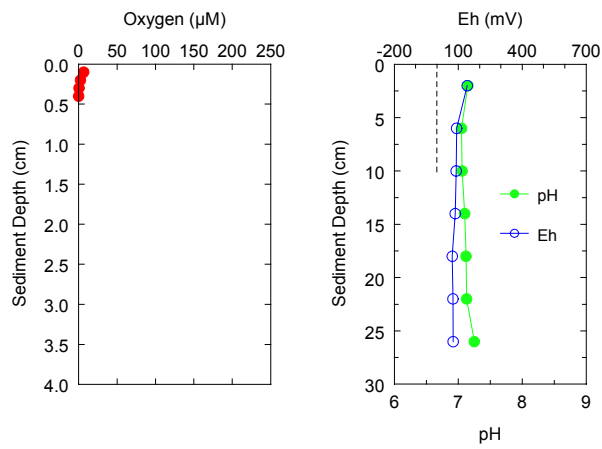 Oxygen (µM)
0 50 100 150 200 250
0.0
0.5
1.0
1.5
2.0
2.5
3.0
3.5
4.0
Sediment Depth (cm)
Eh (mV)
-200 100 400 700
0
5
10
15
20
25
30
Sediment Depth (cm)
pH
Eh
6 7 8 9
pH